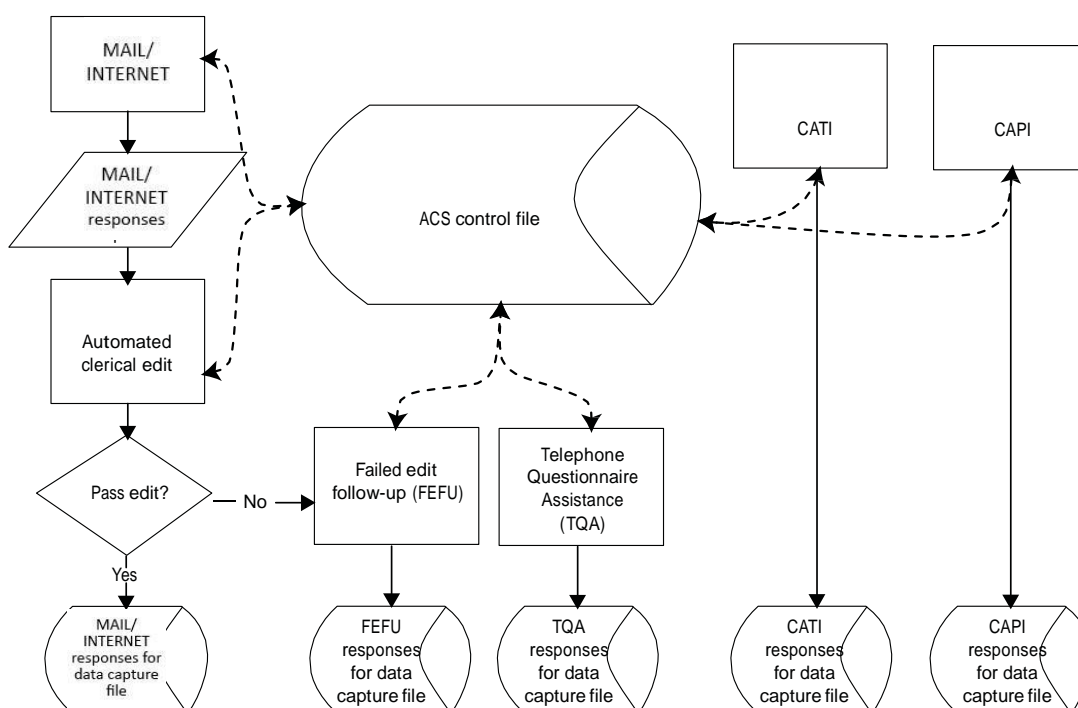 MAIL/
INTERNET
MAIL/
INTERNET
responses
Automated
clerical edit
Pass edit?
No
Yes
MAIL/
INTERNET
responses for
data capture
file
ACS control file
Failed edit
follow-up (FEFU)
Telephone
Questionnaire
Assistance
(TQA)
FEFU
responses
for data
capture file
TQA
responses
for data
capture file
CATI
CAPI
CATI
responses
for data
capture file
CAPI
responses
for data
capture file